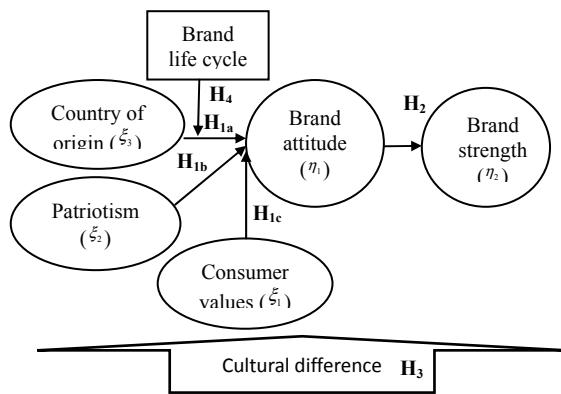 Brand
life cycle
H4
Country of
origin (ξ3)
H1a
Brand
attitude
(η1)
H2
Brand
strength
(η2)
H1b
Patriotism
(ξ2)
H1c
Consumer
values (ξ1)
Cultural difference H3